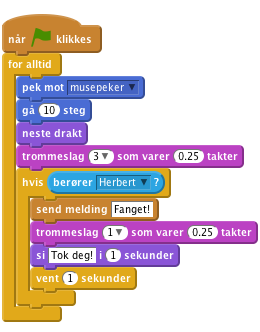 når klikkes
for alltid
pek mot musepeker
gå 10 steg
neste drakt
trommeslag 3 som varer 0.25 takter
hvis berører Herbert ?
send melding Fanget!
trommeslag 1 som varer 0.25 takter
si Tok deg! i 1 sekunder
vent 1 sekunder